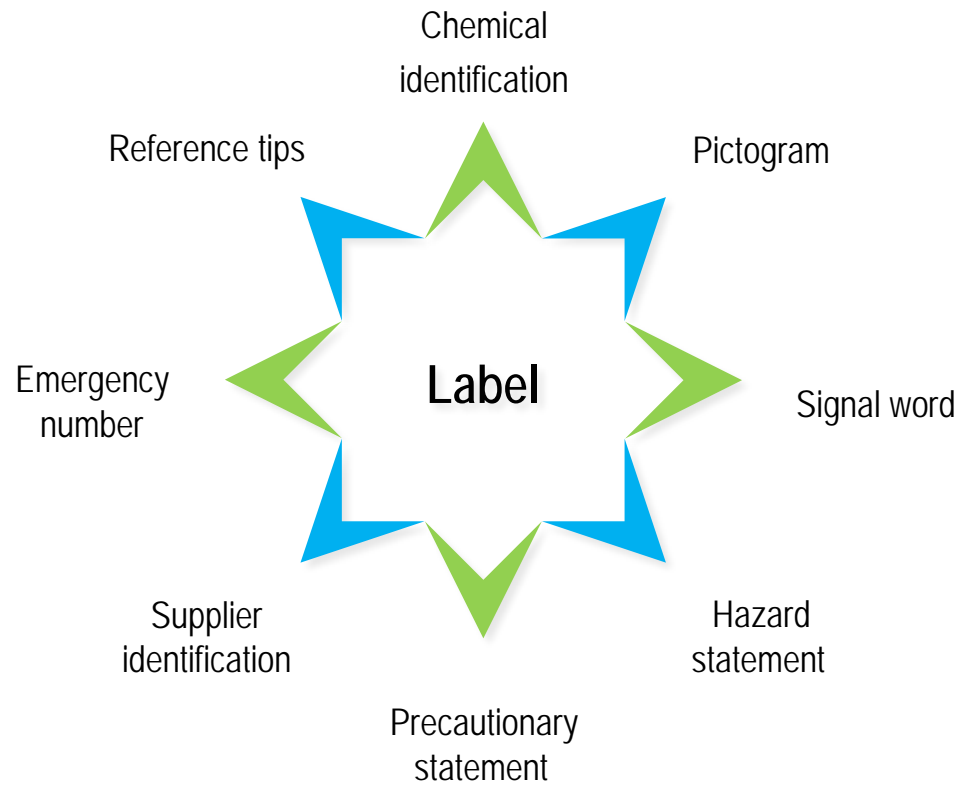 Chemical
identification
Reference tips
Pictogram
Emergency
number
Label
Signal word
Supplier
identification
Hazard
statement
Precautionary
statement